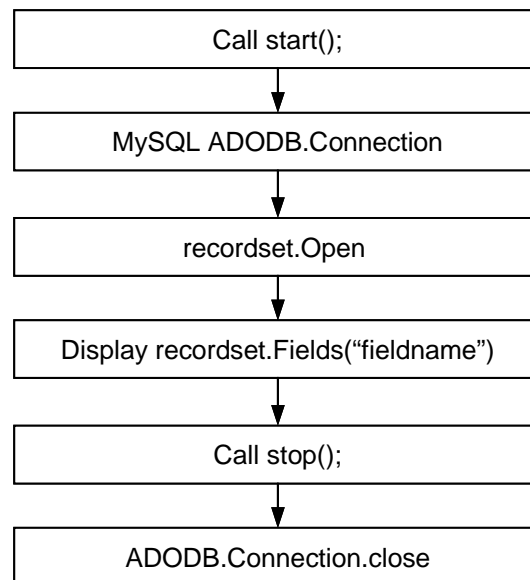 Call start();
MySQL ADODB.Connection
recordset.Open
Display recordset.Fields(“fieldname”)
Call stop();
ADODB.Connection.close